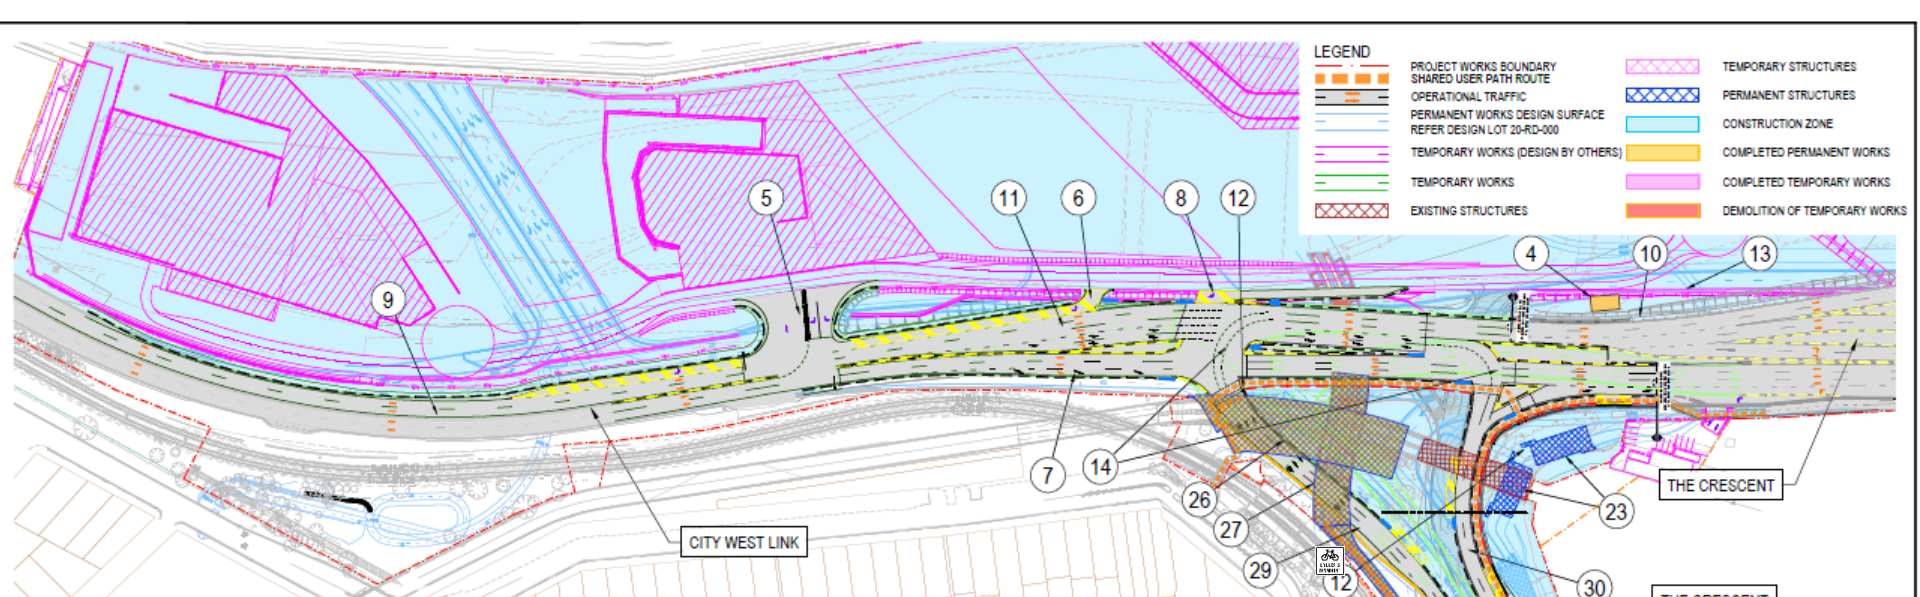 LEGEND
PROJECT WORKS BOUNDARY
SHARED USER PATH ROUTE
OPERATIONAL TRAFFIC
PERMANENT WORKS DESIGN SURFACE
REFER DESIGN LOT 20-RD-000
TEMPORARY WORKS (DESIGN BY OTHERS)
TEMPORARY WORKS
EXISTING STRUCTURES
TEMPORARY STRUCTURES
PERMANENT STRUCTURES
CONSTRUCTION ZONE
COMPLETED PERMANENT WORKS
COMPLETED TEMPORARY WORKS
DEMOLITION OF TEMPORARY WORKS
5
11
6
8
12
4
10
13
9
7
14
26
27
29
12
23
30
THE CRESCENT
CITY WEST LINK
THE CRESCENT